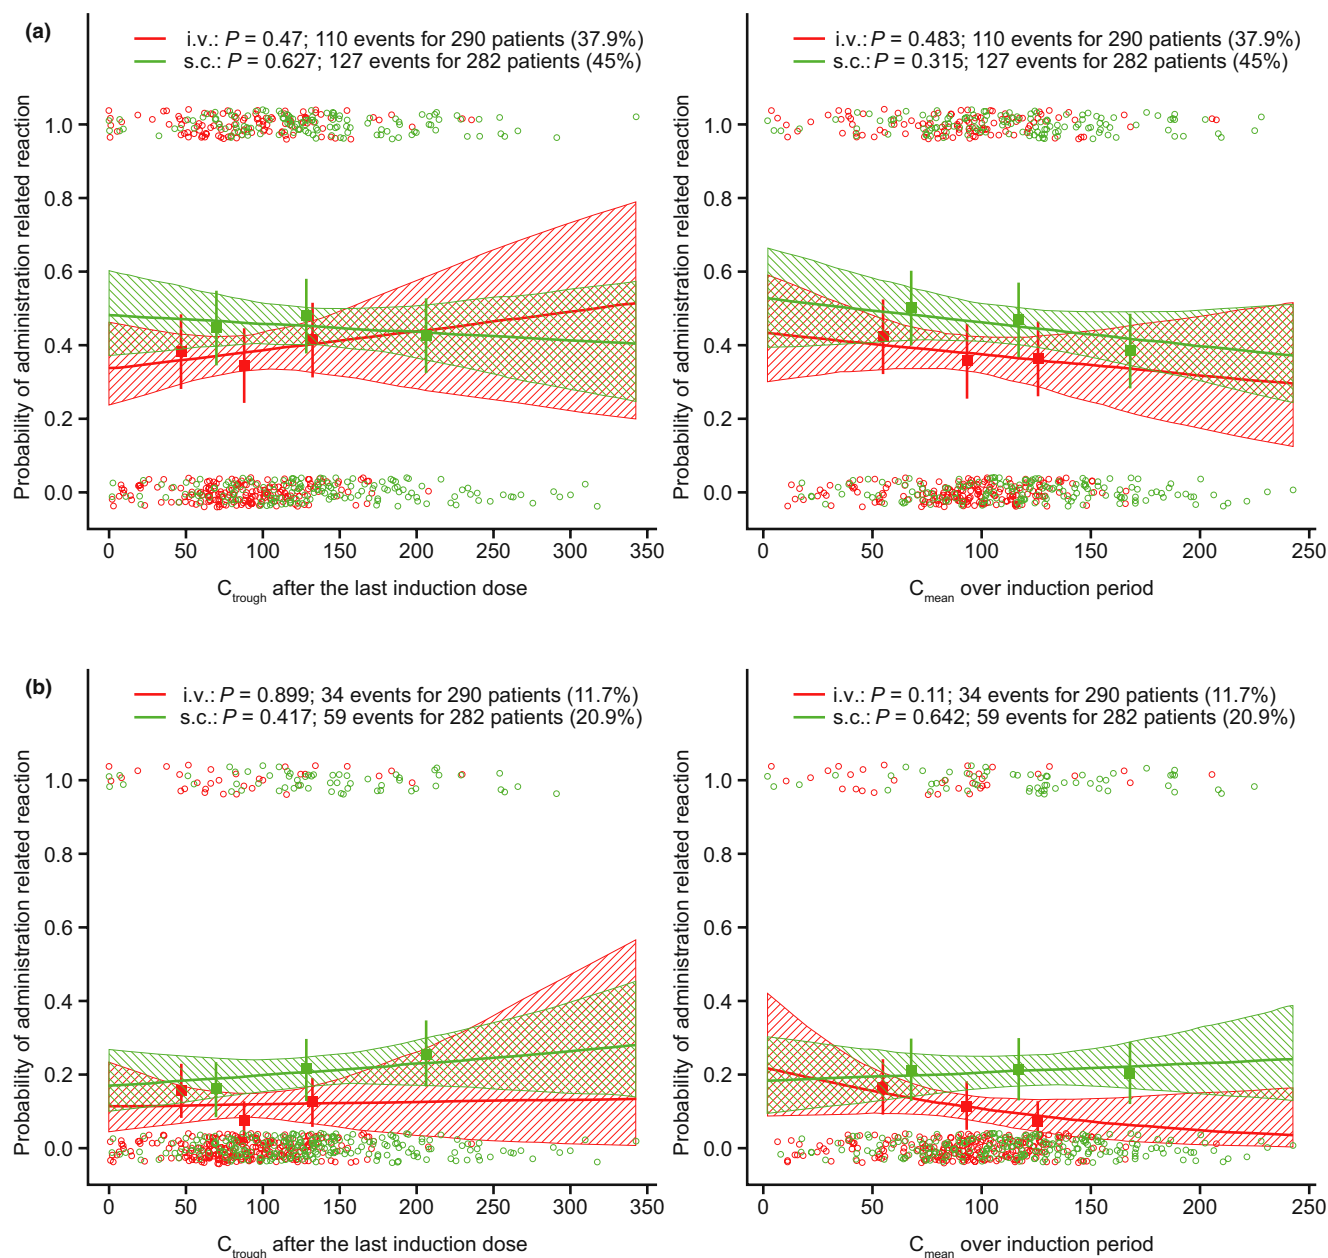 (a)
i.v.: P = 0.47; 110 events for 290 patients (37.9%)
s.c.: P = 0.627; 127 events for 282 patients (45%)
Probability of administration related reaction
1.0
0.8
0.6
0.4
0.2
0.0
0 50 100 150 200 250 300 350
Ctrough after the last induction dose
i.v.: P = 0.483; 110 events for 290 patients (37.9%)
s.c.: P = 0.315; 127 events for 282 patients (45%)
Probability of administration related reaction
1.0
0.8
0.6
0.4
0.2
0.0
0 50 100 150 200 250
Cmean over induction period
(b)
i.v.: P = 0.899; 34 events for 290 patients (11.7%)
s.c.: P = 0.417; 59 events for 282 patients (20.9%)
Probability of administration related reaction
1.0
0.8
0.6
0.4
0.2
0.0
0 50 100 150 200 250 300 350
Ctrough after the last induction dose
i.v.: P = 0.11; 34 events for 290 patients (11.7%)
s.c.: P = 0.642; 59 events for 282 patients (20.9%)
Probability of administration related reaction
1.0
0.8
0.6
0.4
0.2
0.0
0 50 100 150 200 250
Cmean over induction period